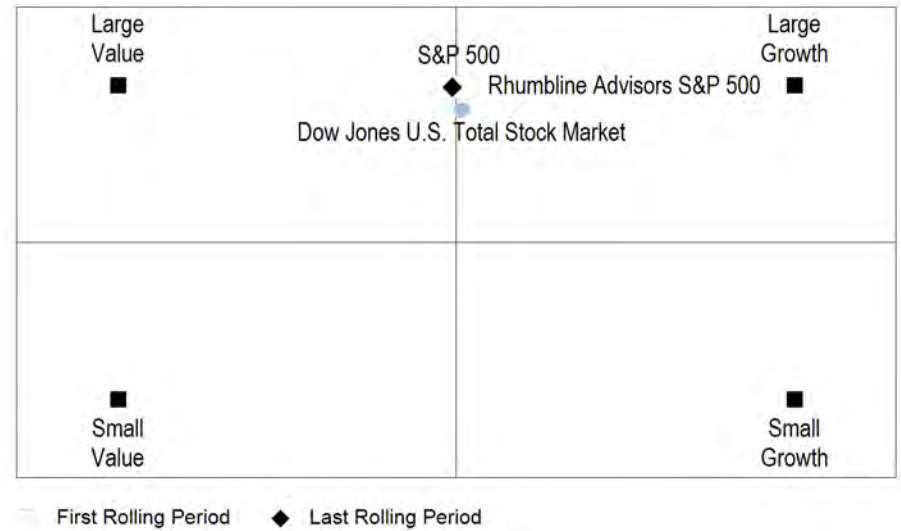 Large
Value
Large
Growth
S&P 500
Rhumbline Advisors S&P 500
Dow Jones U.S. Total Stock Market
Small
Value
Small
Growth
First Rolling Period
Last Rolling Period